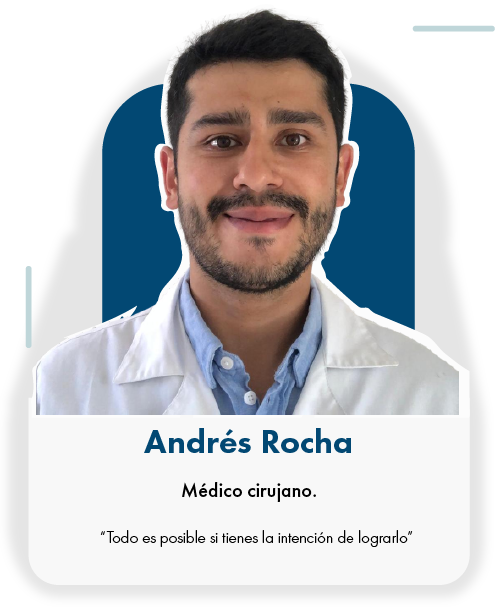 Andrés Rocha
Médico cirujano.
“Todo es posible si tienes la intención de lograrlo”